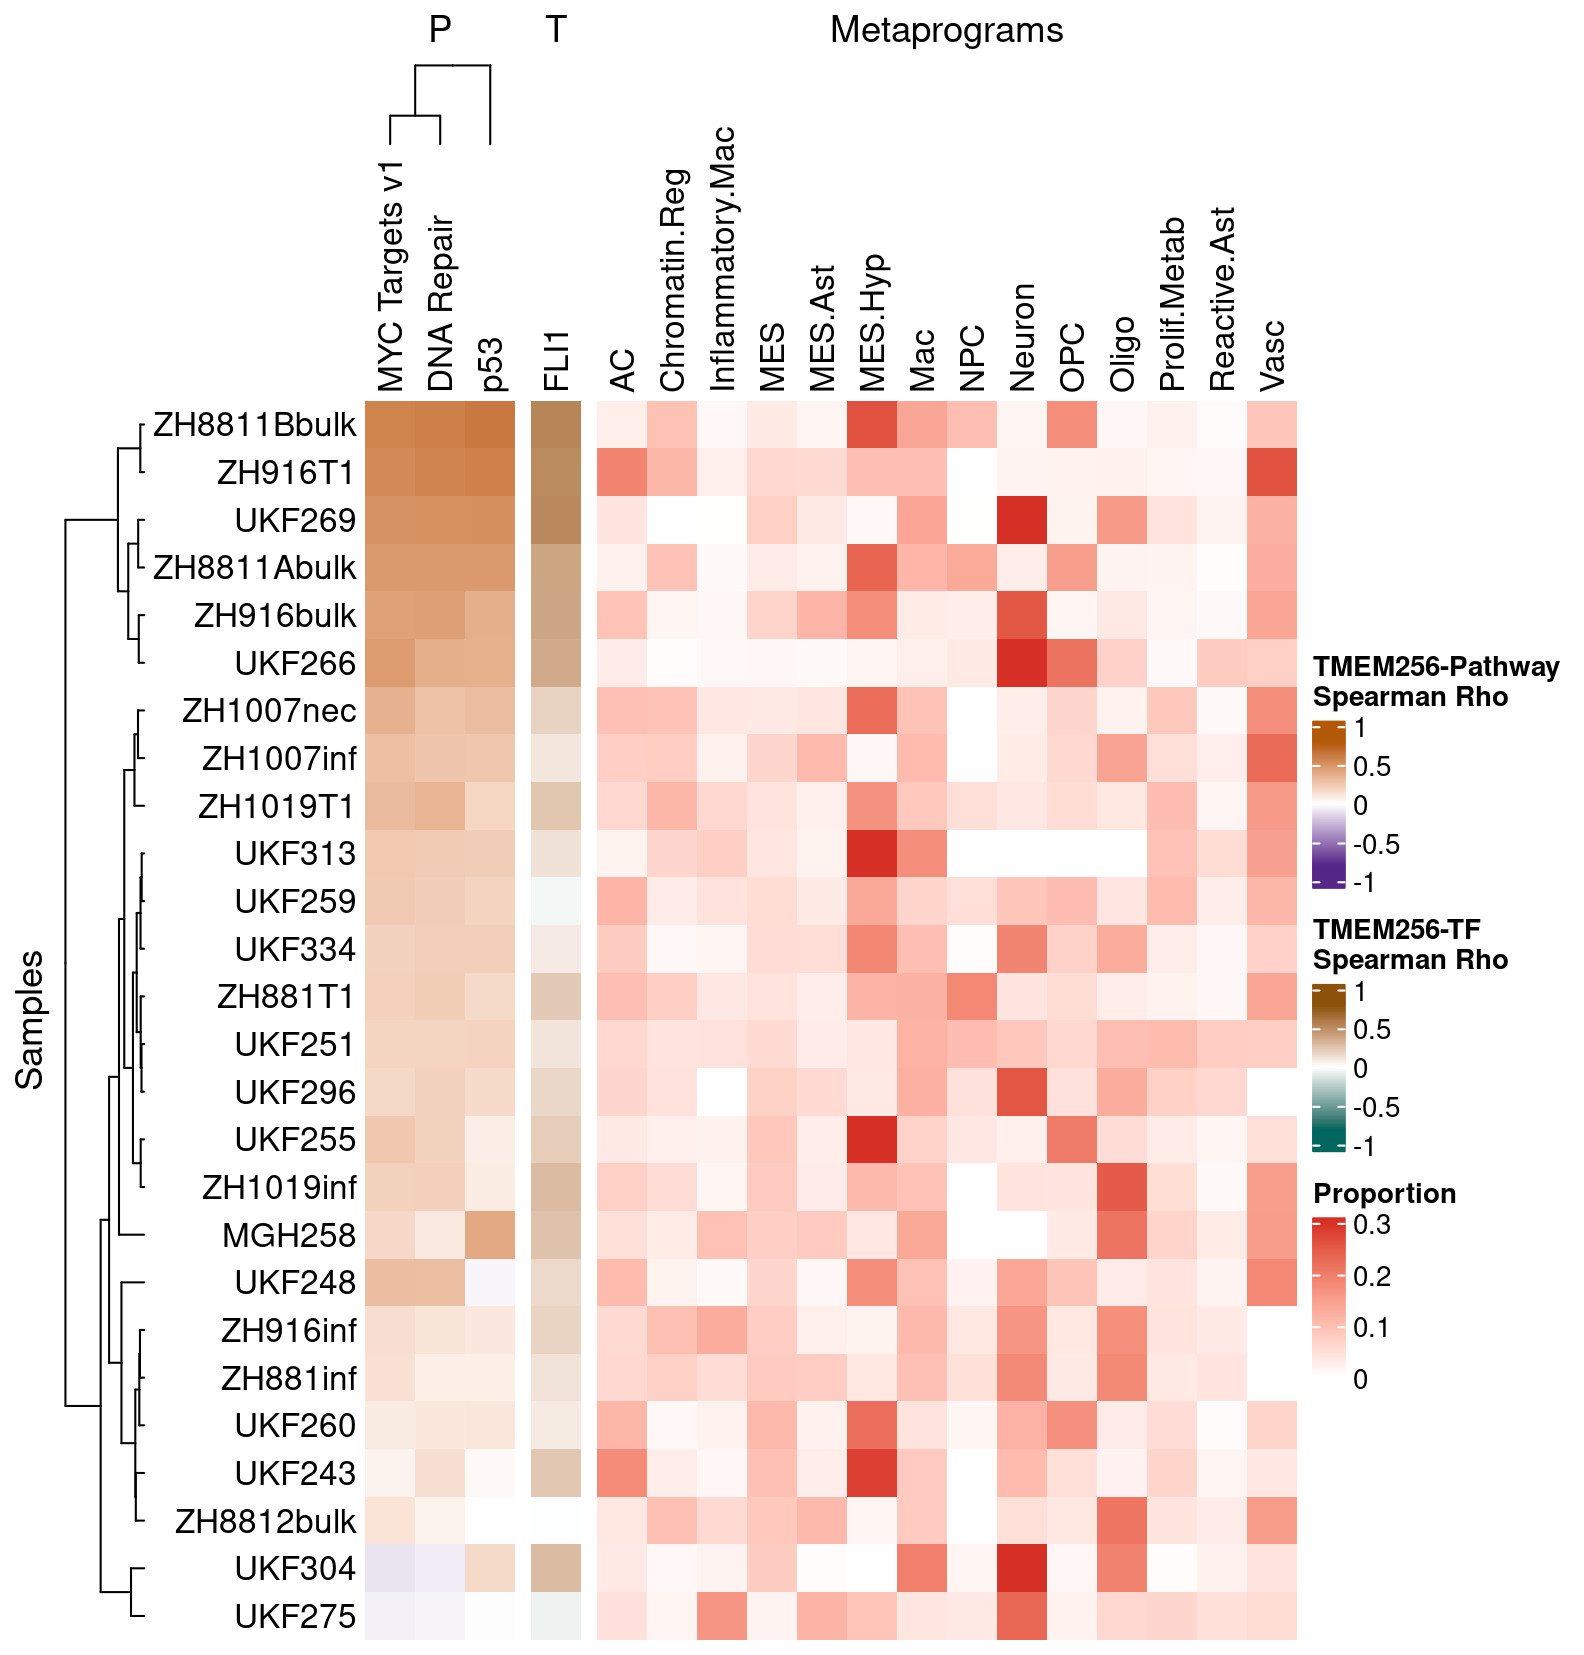 P
T
Metaprograms
MYC Targets v1
DNA Repair
p53
FLI1
AC
Chromatin.Reg
Inflammatory.Mac
MES
MES.Ast
MES.Hyp
Mac
NPC
Neuron
OPC
Oligo
Prolif.Metab
Reactive.Ast
Vasc
Samples
ZH8811Bbulk
ZH916T1
UKF269
ZH8811Abulk
ZH916bulk
UKF266
ZH1007nec
ZH1007inf
ZH1019T1
UKF313
UKF259
UKF334
ZH881T1
UKF251
UKF296
UKF255
ZH1019inf
MGH258
UKF248
ZH916inf
ZH881inf
UKF260
UKF243
ZH8812bulk
UKF304
UKF275
TMEM256-Pathway
Spearman Rho
1
0.5
0
-0.5
-1
TMEM256-TF
Spearman Rho
1
0.5
0
-0.5
-1
Proportion
0.3
0.2
0.1
0